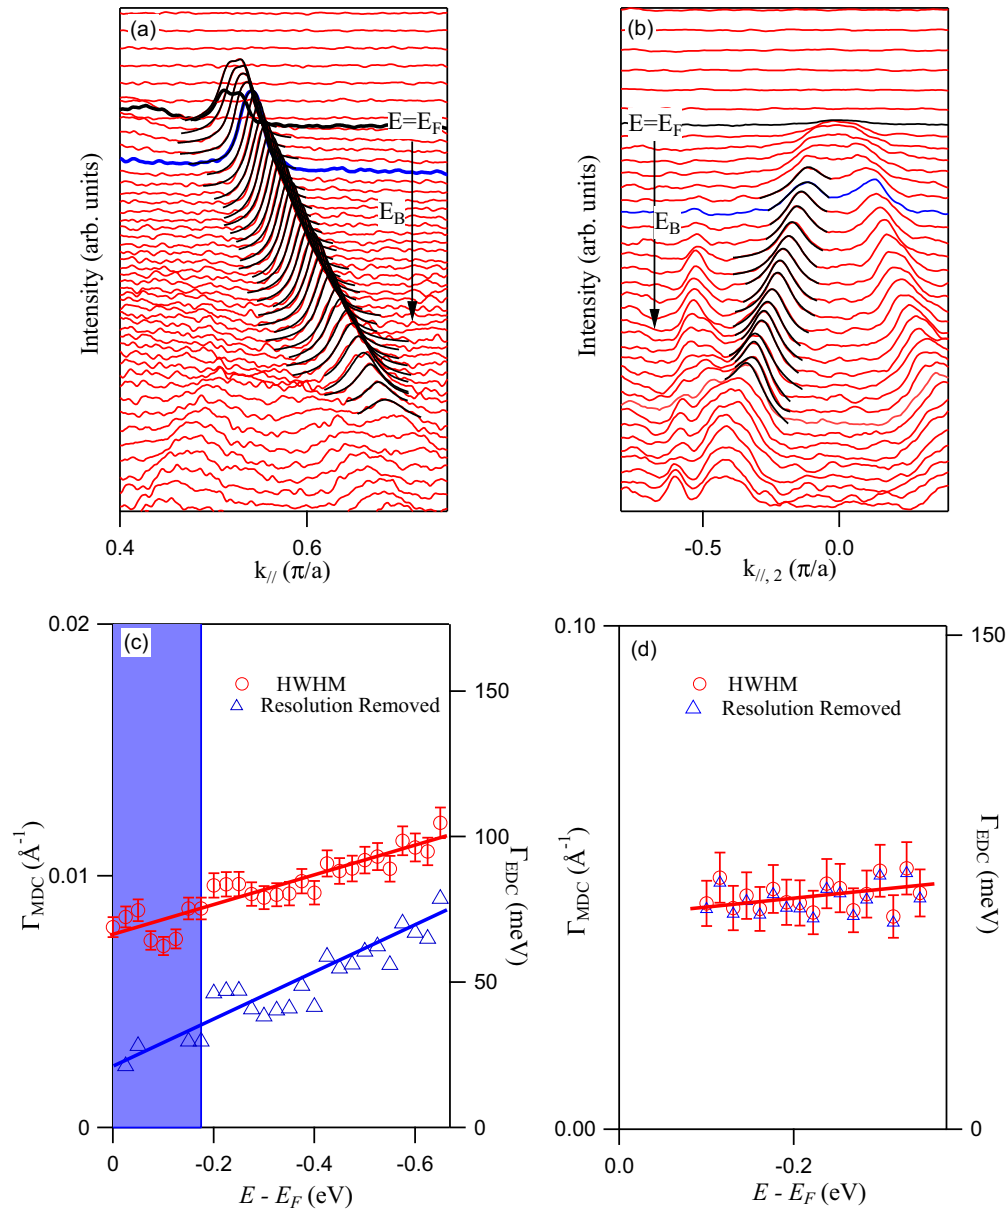 (a)
E=E_F
E_B
Intensity (arb. units)
0.4
0.6
k_// (π/a)
(b)
E=E_F
E_B
Intensity (arb. units)
-0.5
0.0
k_//, 2 (π/a)
(c)
0.02
0.01
0
HWHM
Resolution Removed
150
100
50
0
Γ_MDC (Å⁻¹)
Γ_EDC (meV)
0
-0.2
-0.4
-0.6
E - E_F (eV)
(d)
0.10
0.00
HWHM
Resolution Removed
150
0
Γ_MDC (Å⁻¹)
Γ_EDC (meV)
0.0
-0.2
E - E_F (eV)